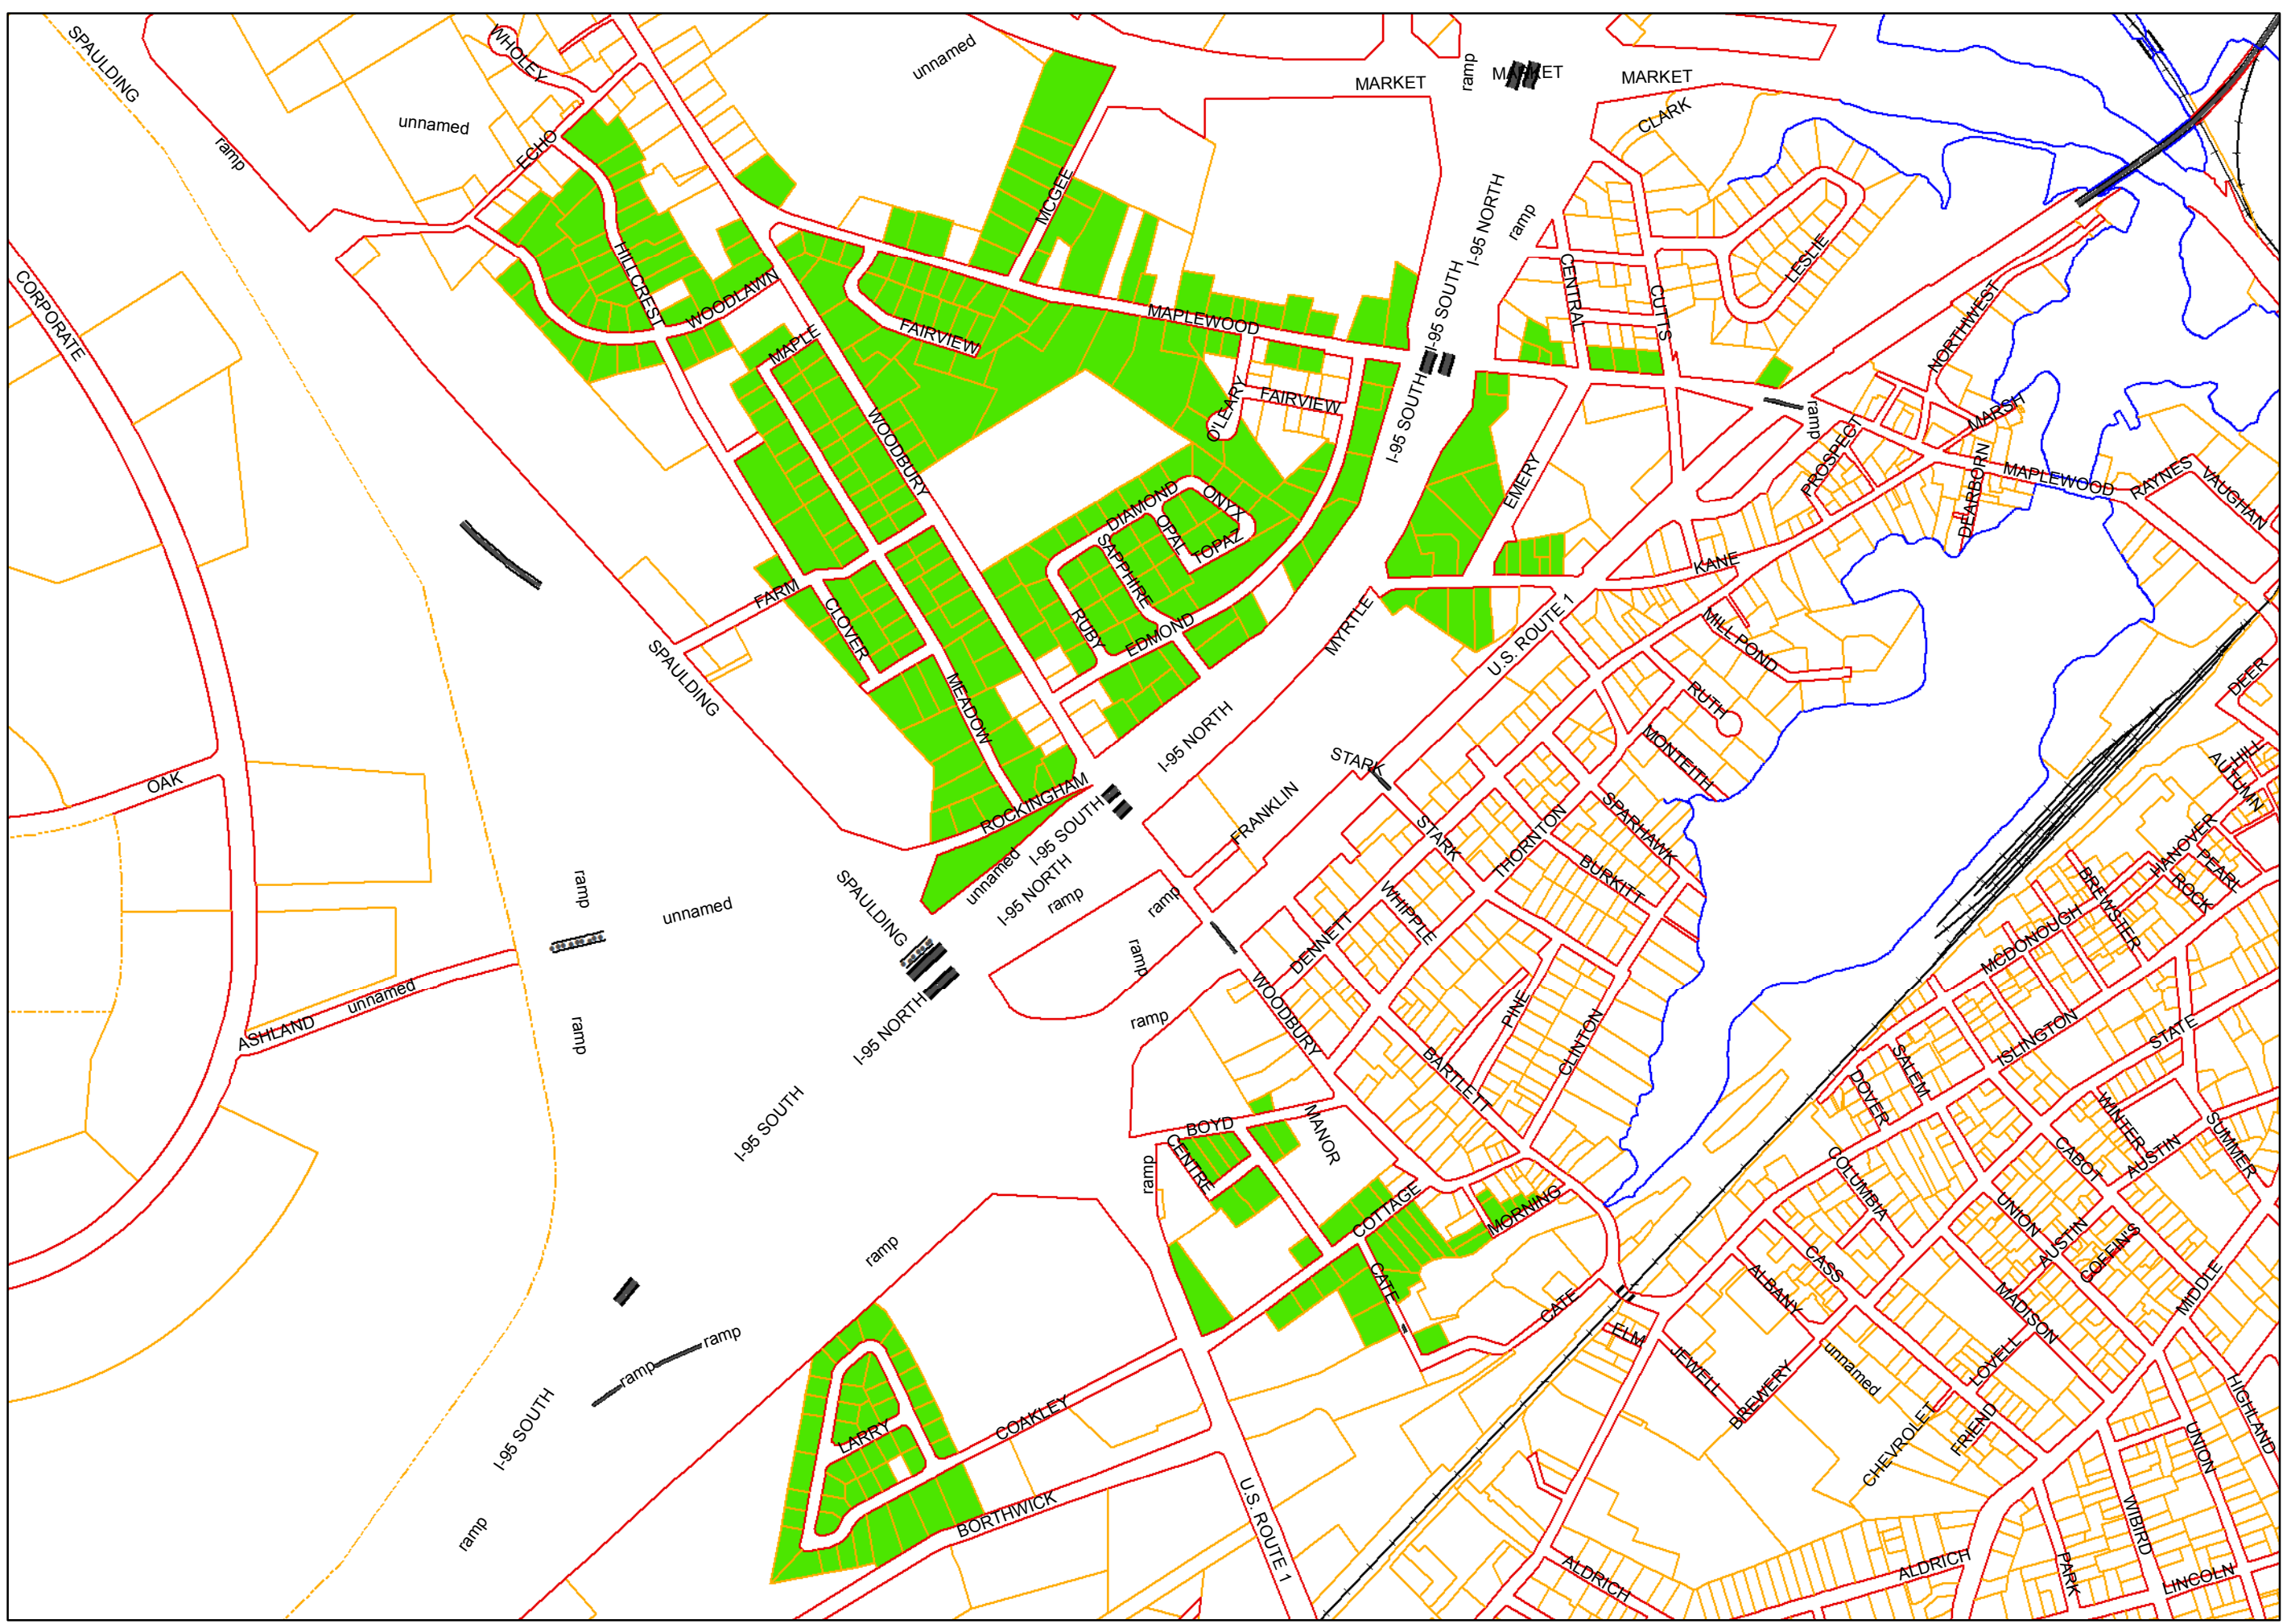 SPAULDING
WHOLEY
unnamed
MARKET
ramp
MARKET
MARKET
CLARK
unnamed
ECHO
ramp
MCGEE
I-95 NORTH
ramp
HILLCREST
WOODLAWN
CORPORATE
LESLIE
CENTRAL
CUTTS
I-95 SOUTH
NORTHWEST
MAPLEWOOD
FAIRVIEW
MAPLE
WOODBURY
O'LEARY
FAIRVIEW
I-95 SOUTH
ramp
PROSPECT
MARSH
DEARBORN
MAPLEWOOD
RAYNES
VAUGHAN
EMERY
DIAMOND
ONYX
OPAL
TOPAZ
SAPPHIRE
RUBY
EDMOND
FARM
CLOVER
MEADOW
SPAULDING
MYRTLE
KANE
U.S. ROUTE 1
MILL POND
RUTH
MONTEITH
DEER
HILL
AUTUMN
I-95 NORTH
STARK
FRANKLIN
STARK
THORNTON
SPARHAWK
BURKITT
OAK
ROCKINGHAM
I-95 SOUTH
unnamed
I-95 NORTH
ramp
ramp
ramp
SPAULDING
ramp
unnamed
DENNETT
WHIPPLE
HANOVER
PEARL
ROCK
BREWSTER
MCDONOUGH
I-95 NORTH
ramp
WOODBURY
PINE
CLINTON
BARTLETT
ISLINGTON
STATE
ASHLAND
unnamed
ramp
I-95 SOUTH
BOYD
CENTRE
MANOR
ramp
DOVER
SALEM
WINTER
CABOT
AUSTIN
SUMMER
COLUMBIA
UNION
AUSTIN
COFFIN'S
MIDDLE
COTTAGE
MORNING
CATE
CATE
CASS
ALBANY
MADISON
ramp
ramp
ramp
ELM
JEWELL
BREWERY
unnamed
LOVELL
CHEVROLET
FRIEND
HIGHLAND
UNION
I-95 SOUTH
LARRY
COAKLEY
BORTHWICK
U.S. ROUTE 1
ramp
WIBIRD
ALDRICH
ALDRICH
PARK
LINCOLN